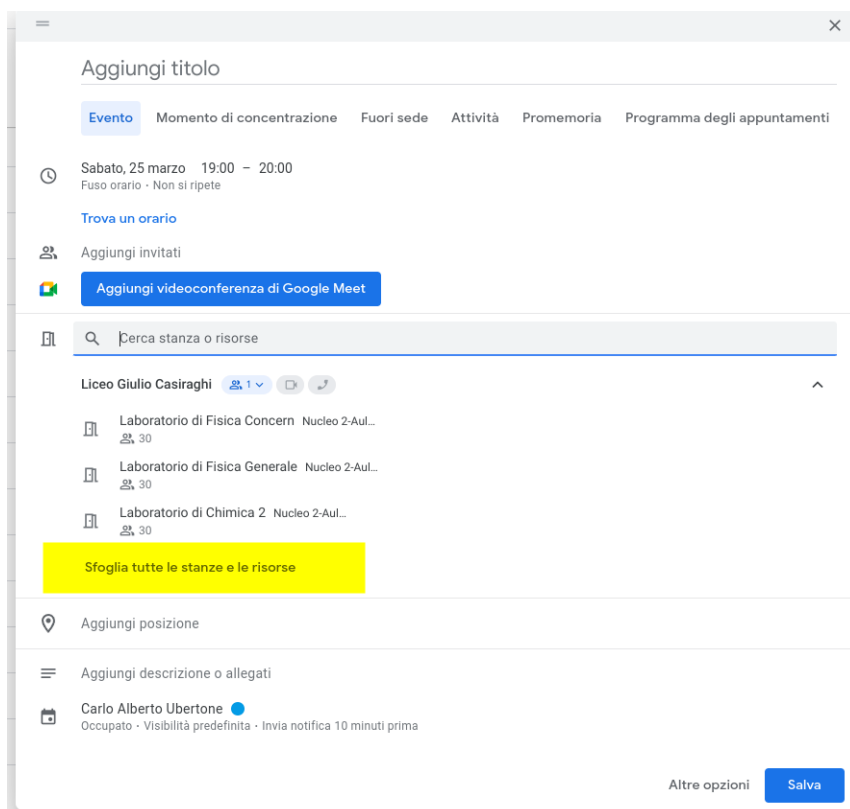 Aggiungi titolo
Evento Momento di concentrazione Fuori sede Attività Promemoria Programma degli appuntamenti
Sabato, 25 marzo 19:00 – 20:00
Fuso orario · Non si ripete
Trova un orario
Aggiungi invitati
Aggiungi videoconferenza di Google Meet
Cerca stanza o risorse
Liceo Giulio Casiraghi 1
Laboratorio di Fisica Concern Nucleo 2-Aul...
30
Laboratorio di Fisica Generale Nucleo 2-Aul...
30
Laboratorio di Chimica 2 Nucleo 2-Aul...
30
Sfoglia tutte le stanze e le risorse
Aggiungi posizione
Aggiungi descrizione o allegati
Carlo Alberto Ubertone
Occupato · Visibilità predefinita · Invia notifica 10 minuti prima
Altre opzioni Salva